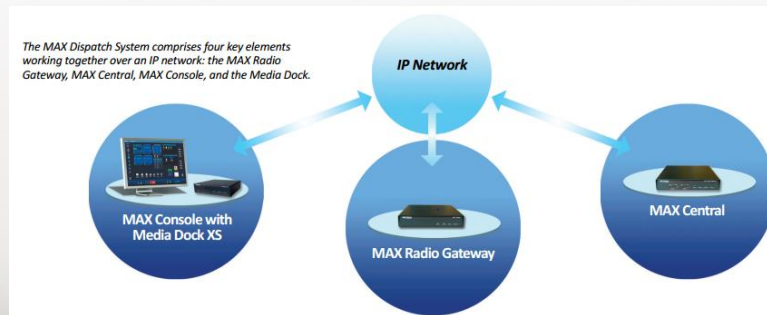 The MAX Dispatch System comprises four key elements
working together over an IP network: the MAX Radio
Gateway, MAX Central, MAX Console, and the Media Dock.
IP Network
MAX Console with
Media Dock XS
MAX Radio Gateway
MAX Central